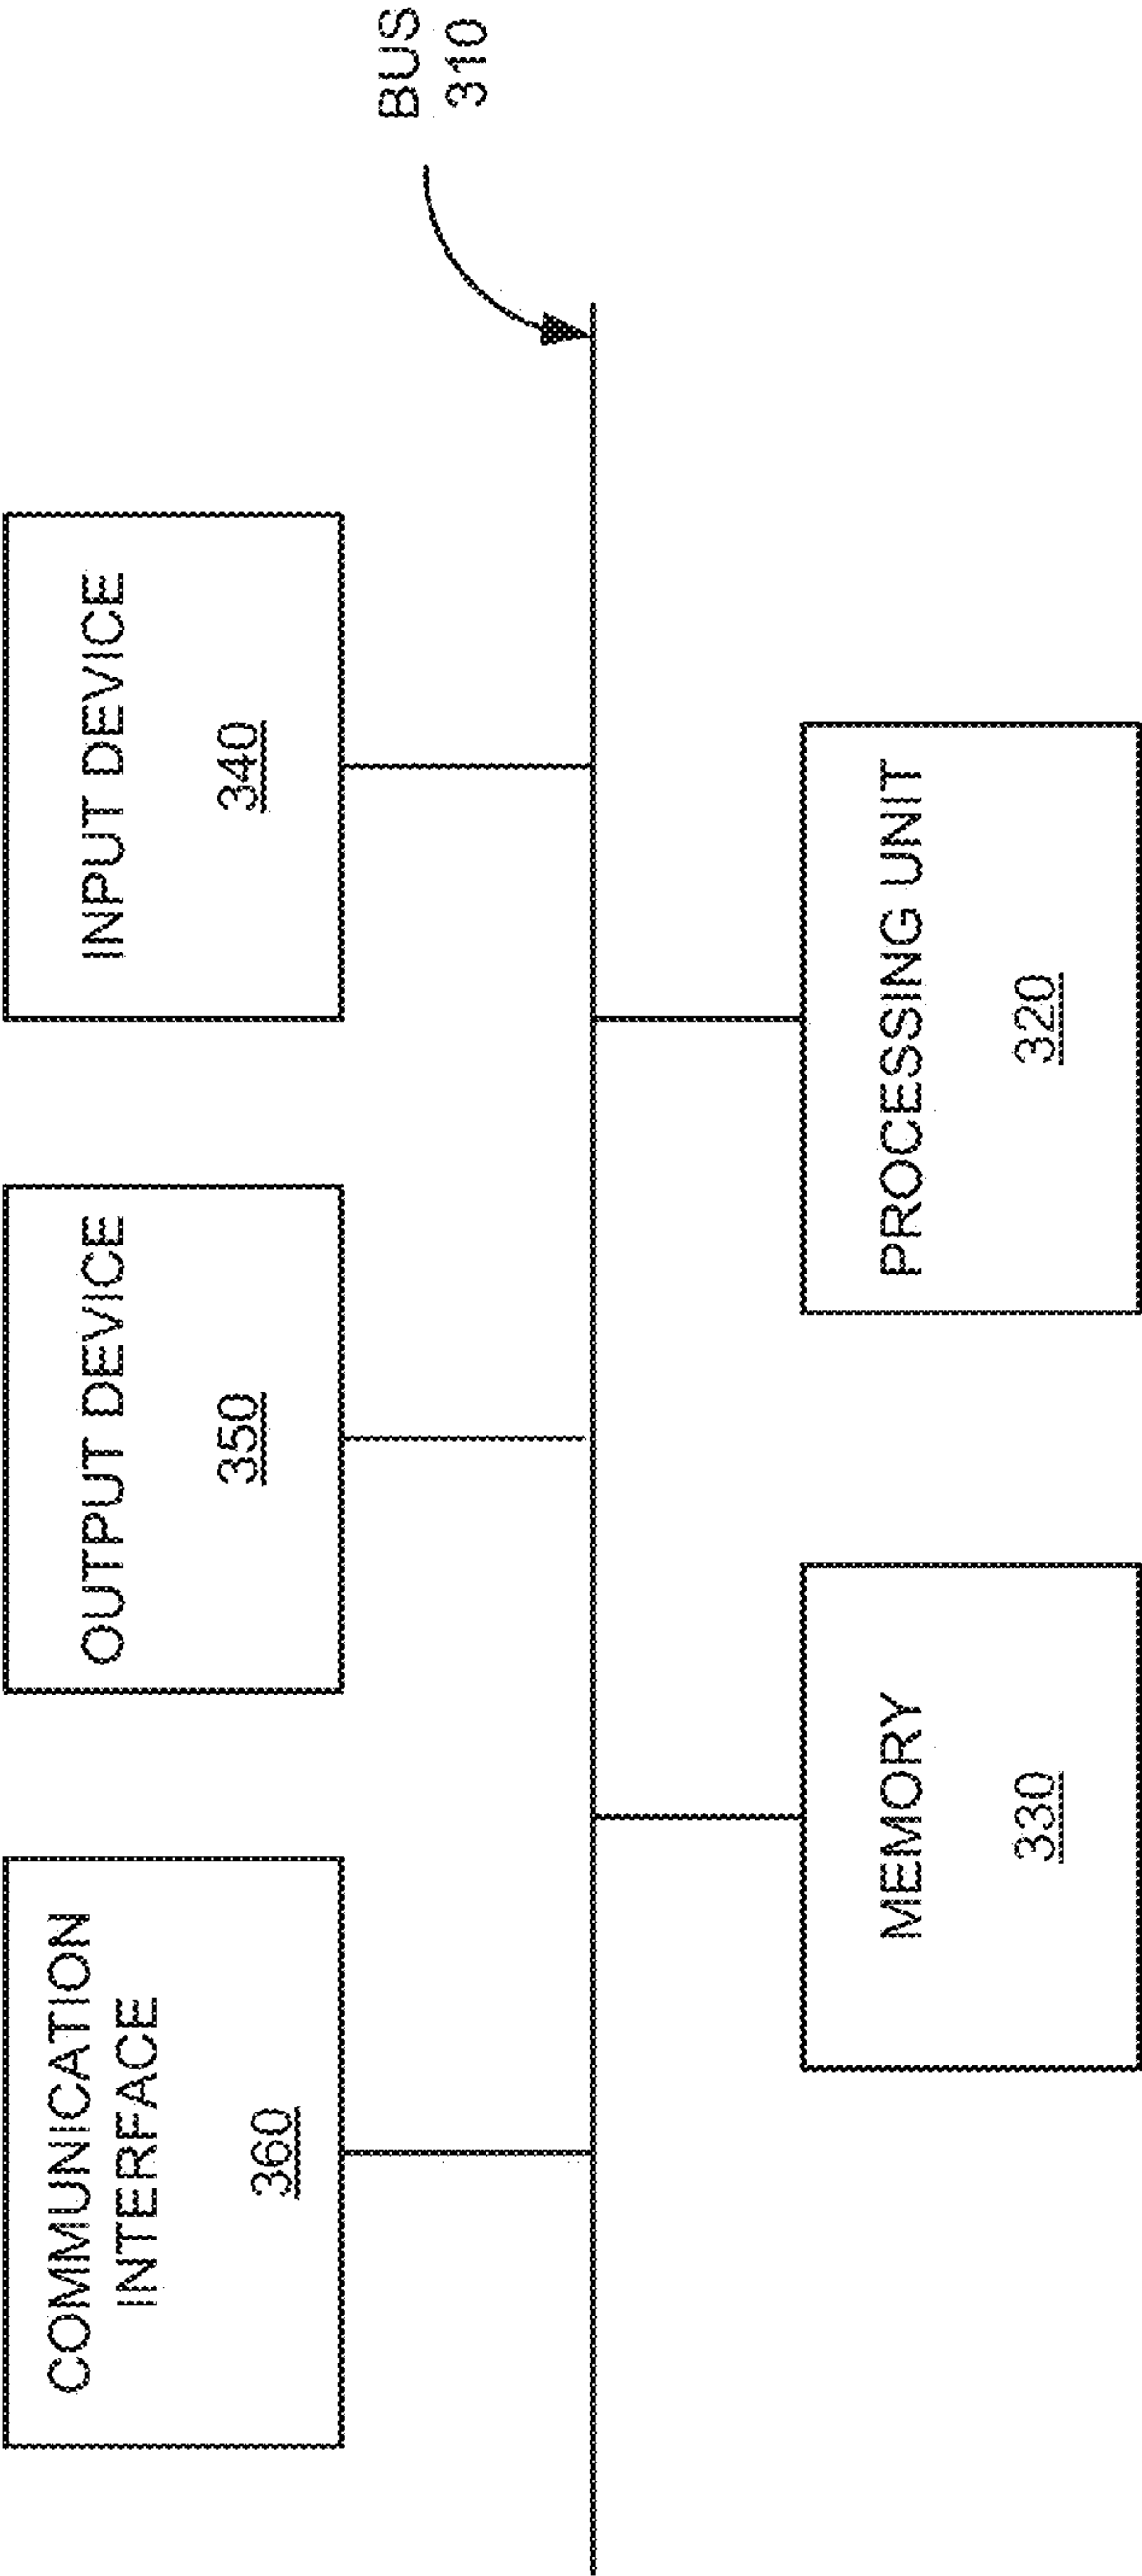 COMMUNICATION
INTERFACE
360
OUTPUT DEVICE
350
INPUT DEVICE
340
BUS
310
MEMORY
330
PROCESSING UNIT
320